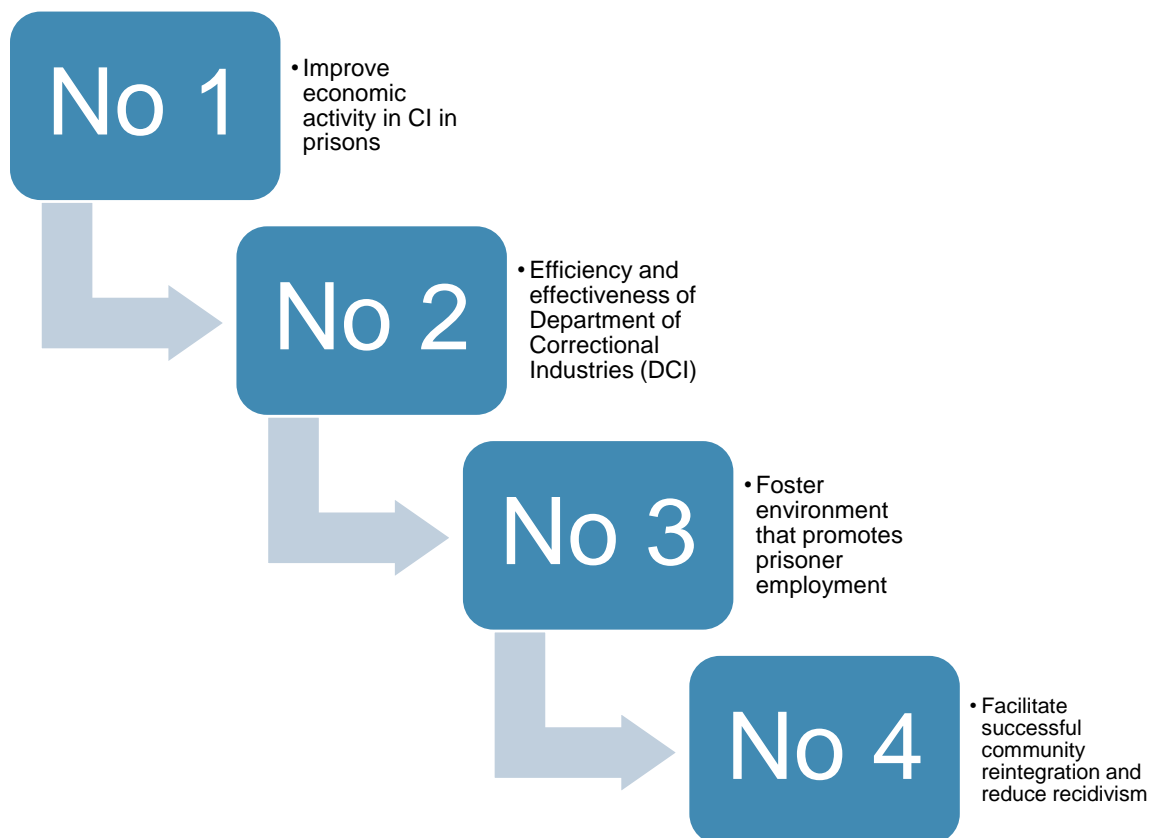 No 1
• Improve
economic
activity in CI in
prisons
No 2
• Efficiency and
effectiveness of
Department of
Correctional
Industries (DCI)
No 3
• Foster
environment
that promotes
prisoner
employment
No 4
• Facilitate
successful
community
reintegration and
reduce recidivism